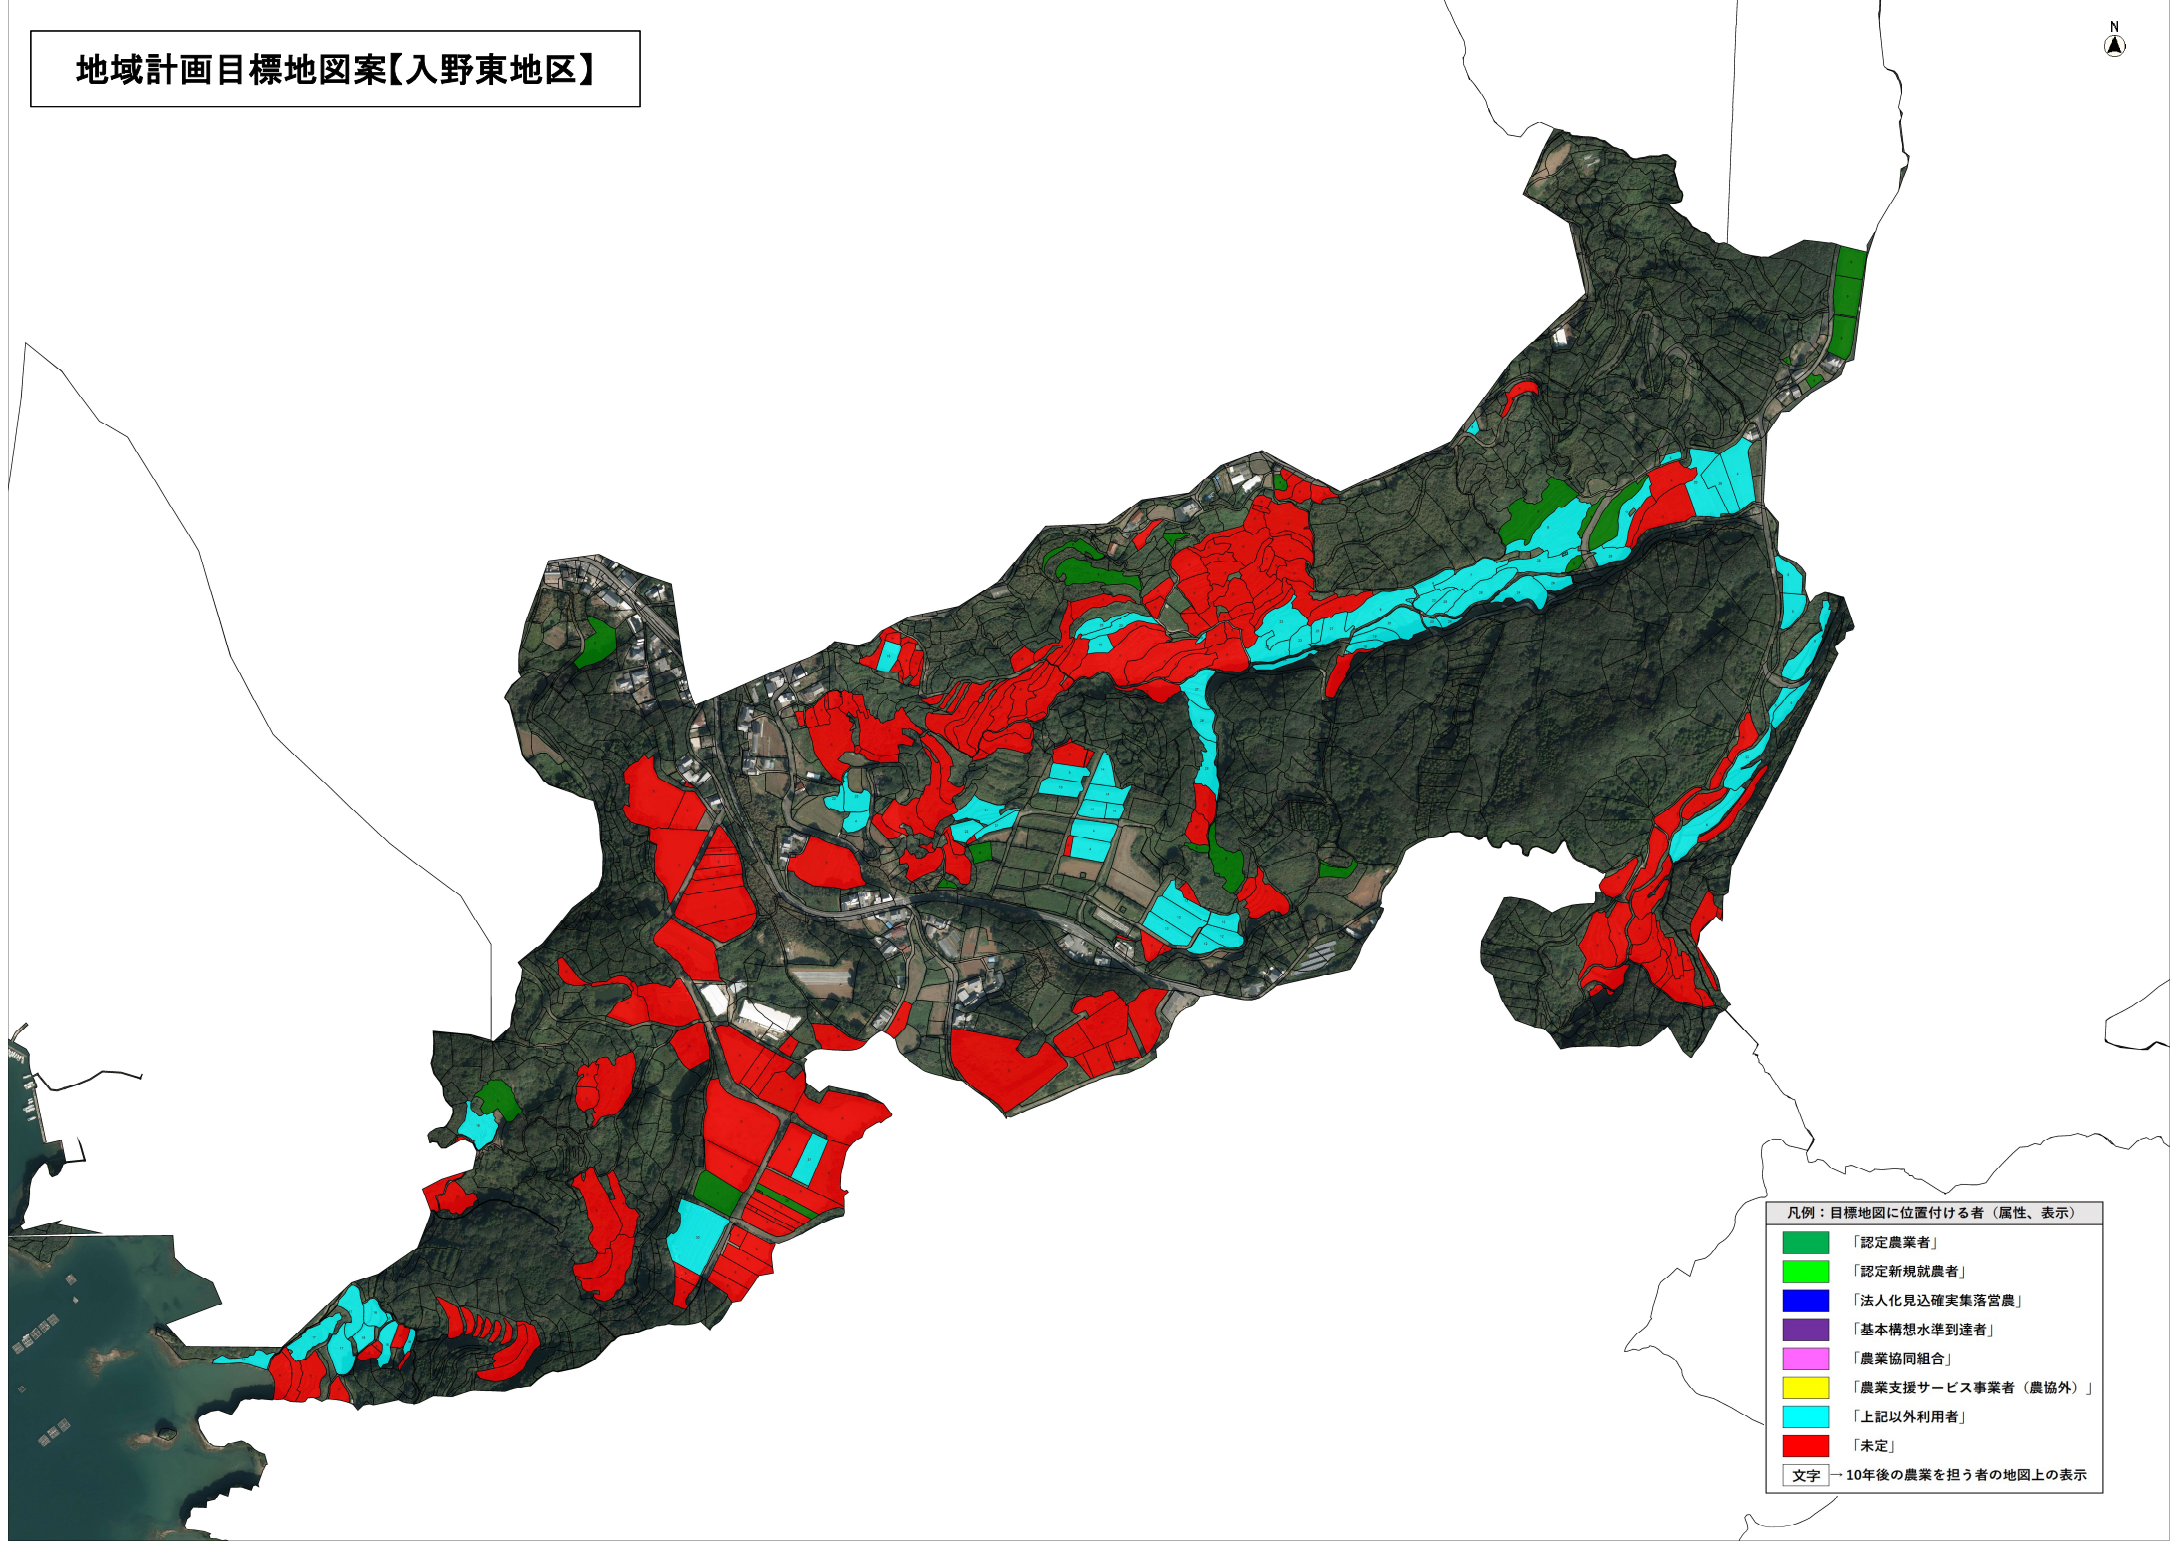 地域計画目標地図案【入野東地区】
N
凡例：目標地図に位置付ける者（属性、表示）
「認定農業者」
「認定新規就農者」
「法人化見込確実集落営農」
「基本構想水準到達者」
「農業協同組合」
「農業支援サービス事業者（農協外）」
「上記以外利用者」
「未定」
文字→10年後の農業を担う者の地図上の表示